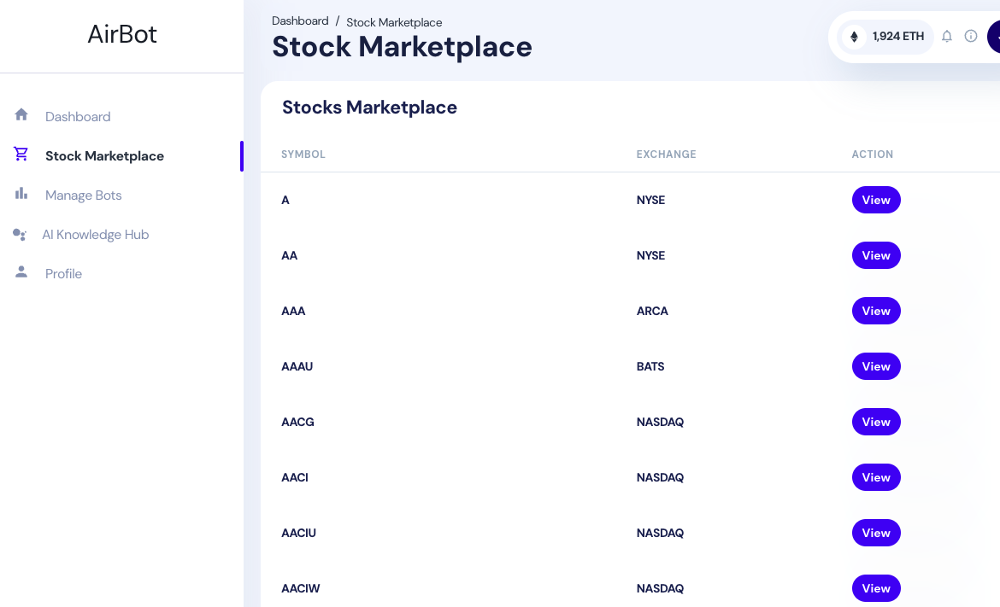 AirBot
Dashboard
Stock Marketplace
Manage Bots
AI Knowledge Hub
Profile
Dashboard / Stock Marketplace
Stock Marketplace
1,924 ETH
Stocks Marketplace
SYMBOL EXCHANGE ACTION
A NYSE View
AA NYSE View
AAA ARCA View
AAAU BATS View
AACG NASDAQ View
AACI NASDAQ View
AACIU NASDAQ View
AACIW NASDAQ View